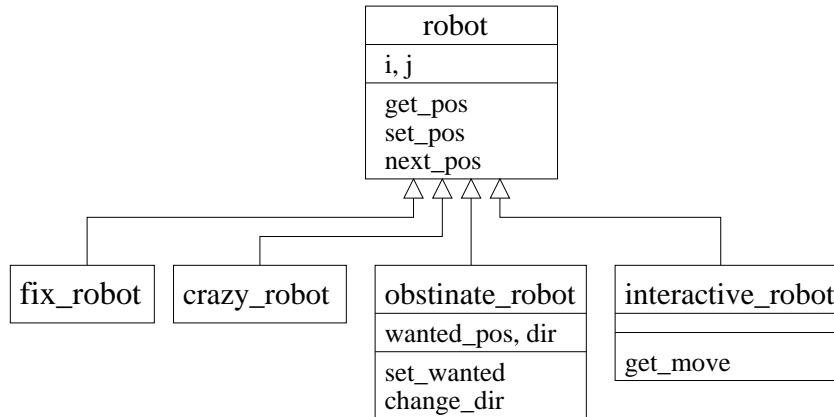 robot
i, j
get_pos
set_pos
next_pos
fix_robot
crazy_robot
obstinate_robot
wanted_pos, dir
set_wanted
change_dir
interactive_robot
get_move